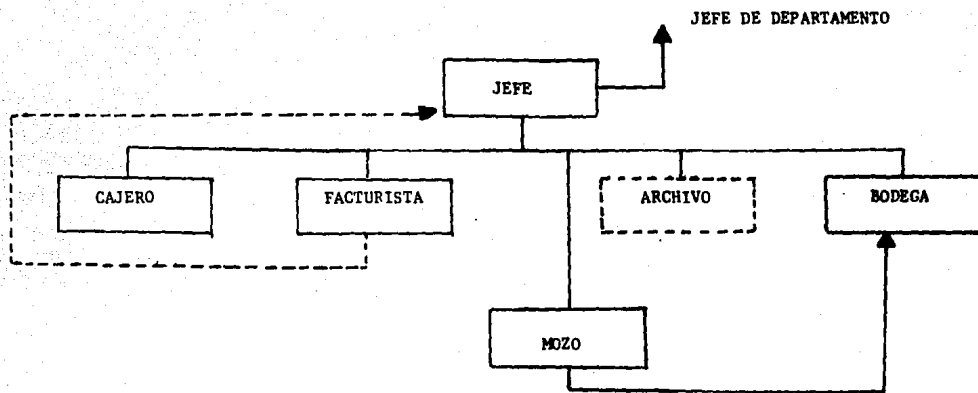 JEFE DE DEPARTAMENTO
JEFE
CAJERO
FACTURISTA
ARCHIVO
BODEGA
MOZO